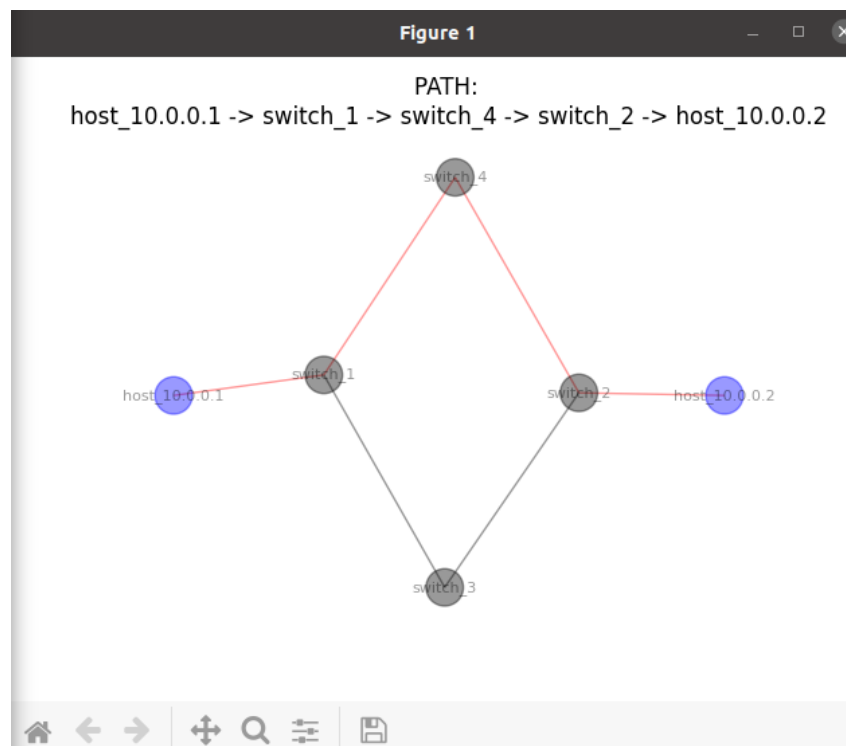 Figure 1
PATH:
host_10.0.0.1 -> switch_1 -> switch_4 -> switch_2 -> host_10.0.0.2
switch_4
switch_1
host_10.0.0.1
switch_2
host_10.0.0.2
switch_3